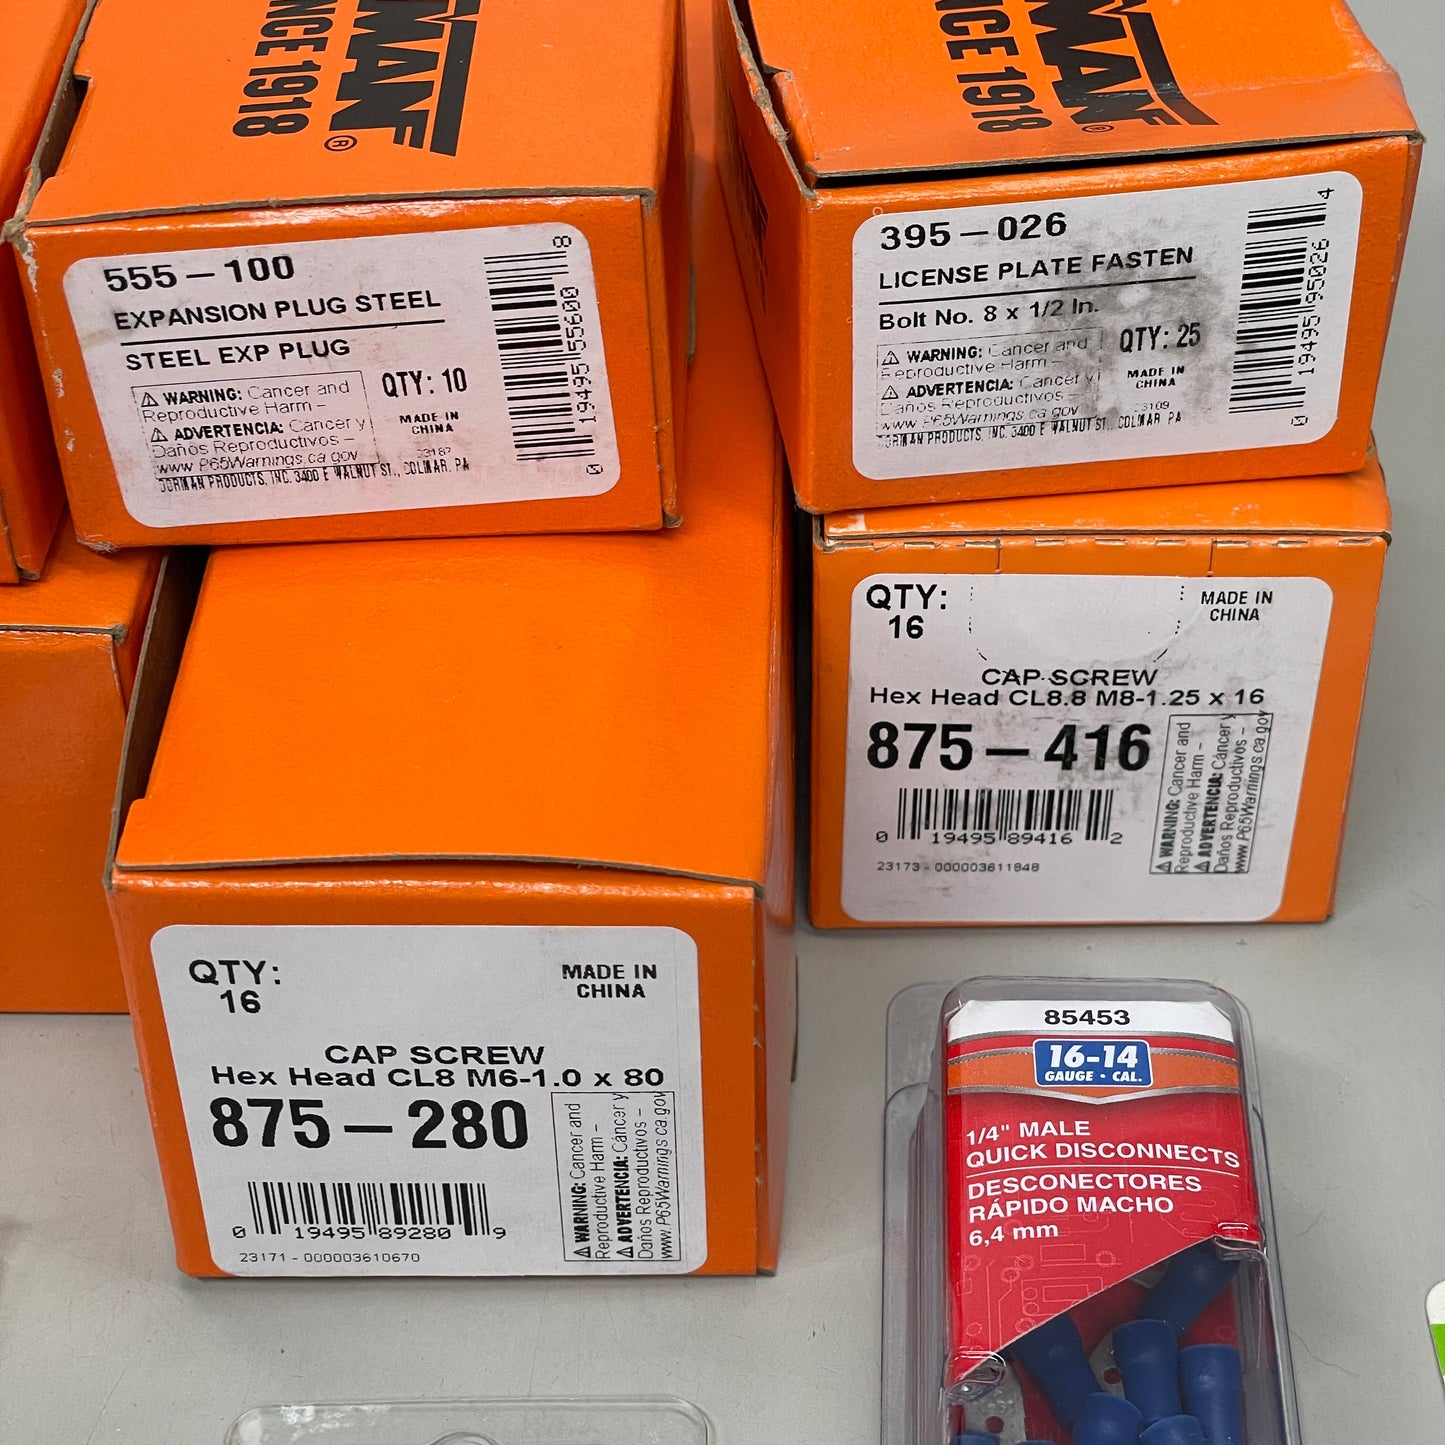 MAN
®
NCE 1918
555-100
EXPANSION PLUG STEEL
STEEL EXP PLUG
WARNING: Cancer and
Reproductive Harm –
ADVERTENCIA: Cáncer y
Daños Reproductivos –
www.P65Warnings.ca.gov
QTY: 10
MADE IN
CHINA
23187
DORMAN PRODUCTS, INC. 3400 E WALNUT ST., COLMAR, PA
0 19495 55600 8
MAN
®
NCE 1918
395-026
LICENSE PLATE FASTEN
Bolt No. 8 x 1/2 In.
WARNING: Cancer and
Reproductive Harm –
ADVERTENCIA: Cáncer y
Daños Reproductivos –
www.P65Warnings.ca.gov
QTY: 25
MADE IN
CHINA
DORMAN PRODUCTS, INC. 3400 E WALNUT ST., COLMAR, PA
0 19495 95026 4
QTY:
16
MADE IN
CHINA
CAP SCREW
Hex Head CL8.8 M8-1.25 x 16
875-416
0 19495 89416 2
23173 - 000003611848
WARNING: Cancer and
Reproductive Harm –
ADVERTENCIA: Cáncer y
Daños Reproductivos –
www.P65Warnings.ca.gov
QTY:
16
MADE IN
CHINA
CAP SCREW
Hex Head CL8 M6-1.0 x 80
875-280
0 19495 89280 9
23171 - 000003610670
WARNING: Cancer and
Reproductive Harm –
ADVERTENCIA: Cáncer y
Daños Reproductivos –
www.P65Warnings.ca.gov
85453
16-14
GAUGE • CAL.
1/4" MALE
QUICK DISCONNECTS
DESCONECTORES
RÁPIDO MACHO
6,4 mm